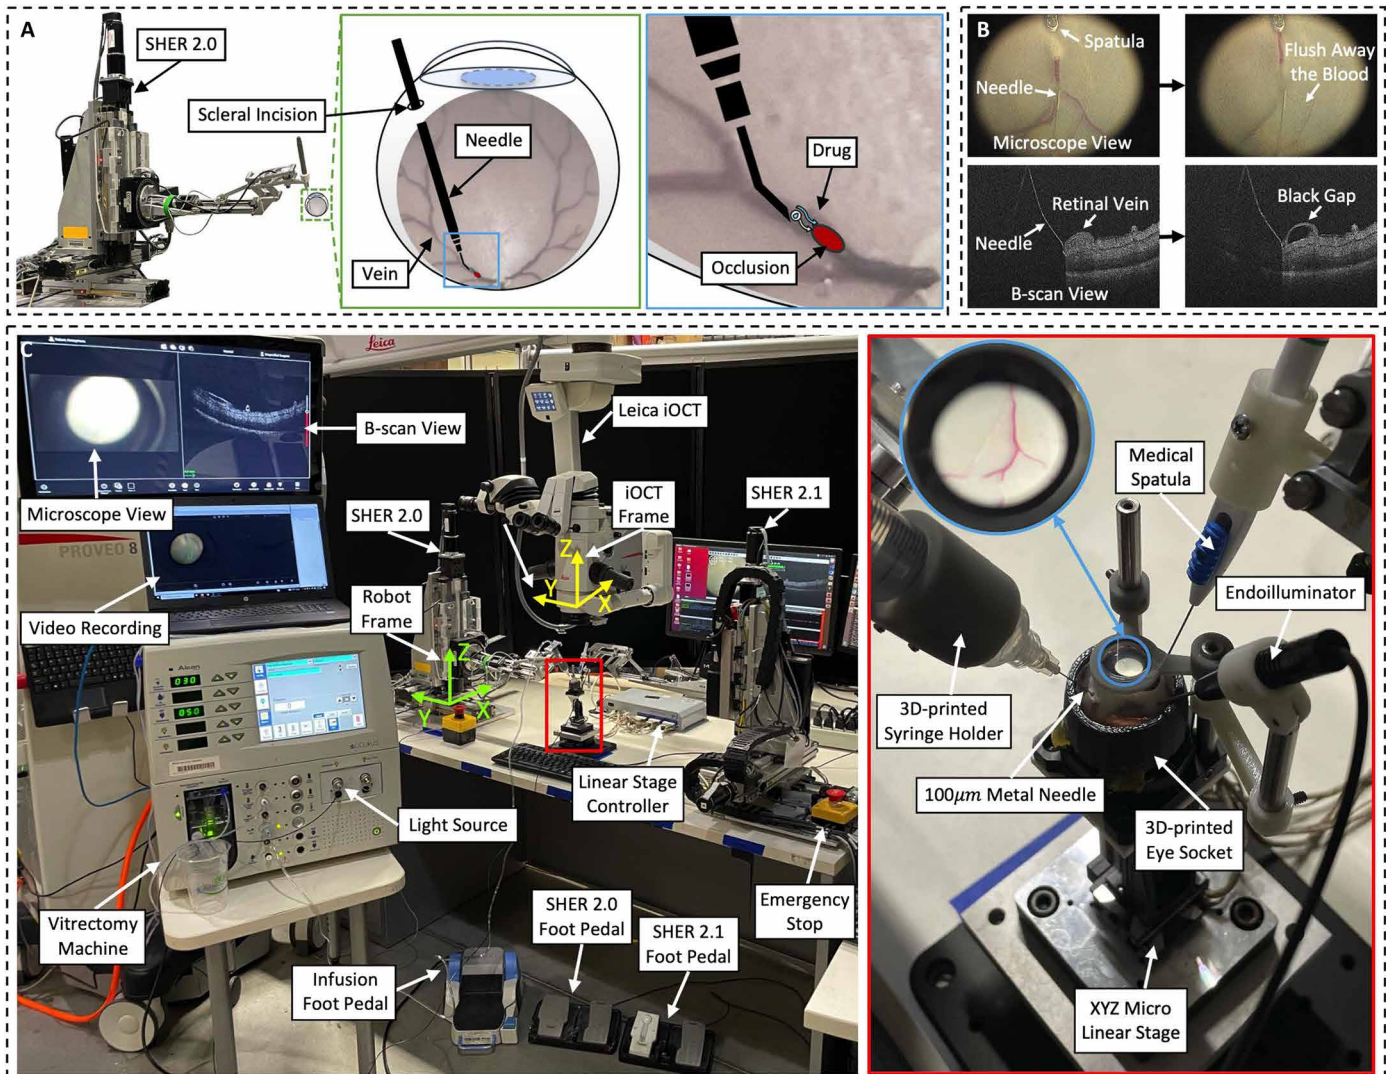 A
SHER 2.0
Scleral Incision
Needle
Vein
Drug
Occlusion
B
Spatula
Needle
Microscope View
Flush Away
the Blood
Retinal Vein
Needle
B-scan View
Black Gap
C
Leica
Leica iOCT
B-scan View
Microscope View
PROVEO 8
Video Recording
SHER 2.0
iOCT
Frame
SHER 2.1
Z
Y
X
Robot
Frame
Z
Y
X
Alcon
030
050
ACCURUS
Linear Stage
Controller
Light Source
Vitrectomy
Machine
Emergency
Stop
SHER 2.0
Foot Pedal
SHER 2.1
Foot Pedal
Infusion
Foot Pedal
Medical
Spatula
Endoilluminator
3D-printed
Syringe Holder
100μm Metal Needle
3D-printed
Eye Socket
XYZ Micro
Linear Stage